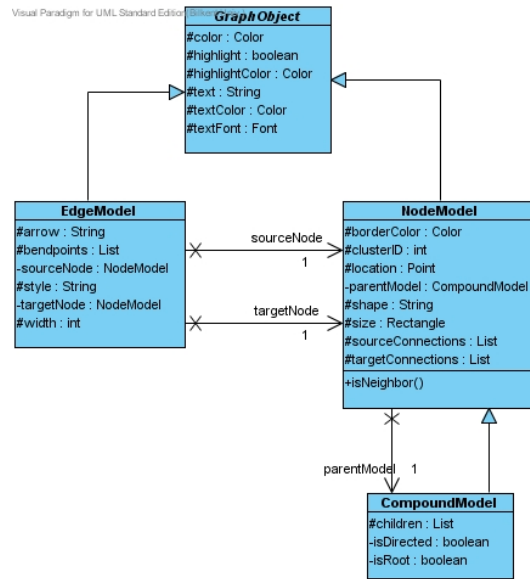 Visual Paradigm for UML Standard Edition
GraphObject
#color : Color
#highlight : boolean
#highlightColor : Color
#text : String
#textColor : Color
#textFont : Font
EdgeModel
#arrow : String
#bendpoints : List
-sourceNode : NodeModel
#style : String
-targetNode : NodeModel
#width : int
sourceNode
1
targetNode
1
NodeModel
#borderColor : Color
#clusterID : int
#location : Point
-parentModel : CompoundModel
#shape : String
#size : Rectangle
#sourceConnections : List
#targetConnections : List
+isNeighbor()
parentModel 1
CompoundModel
#children : List
-isDirected : boolean
-isRoot : boolean